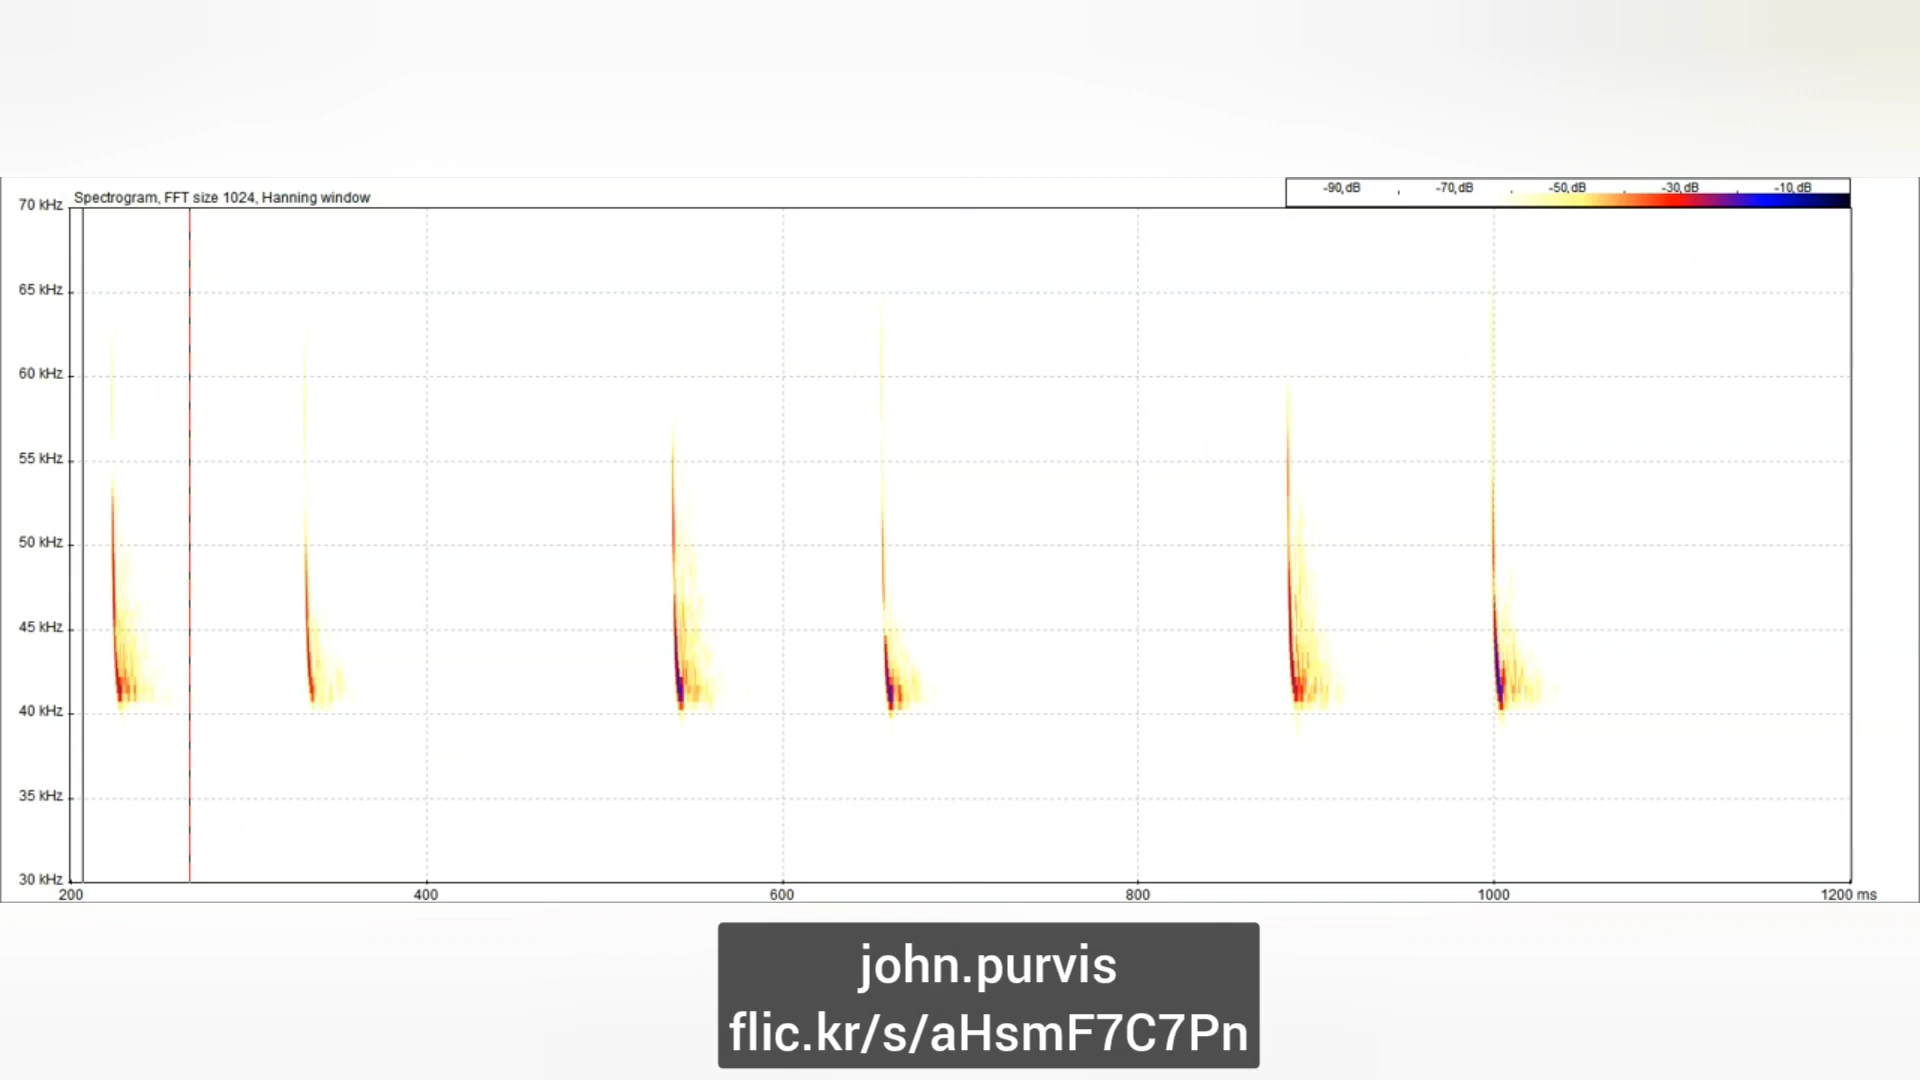 Spectrogram, FFT size 1024, Hanning window
-90,dB -70,dB -50,dB -30,dB -10,dB
70 kHz
65 kHz
60 kHz
55 kHz
50 kHz
45 kHz
40 kHz
35 kHz
30 kHz
200 400 600 800 1000 1200 ms
john.purvis
flic.kr/s/aHsmF7C7Pn